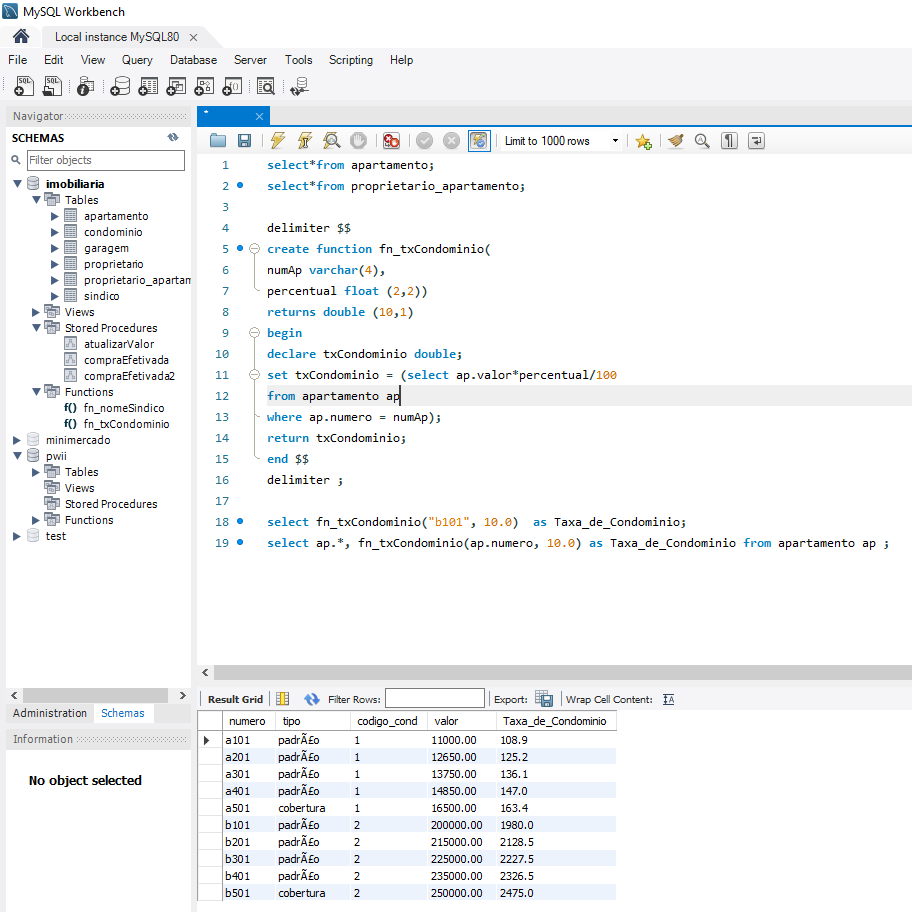 MySQL Workbench
Local instance MySQL80
File Edit View Query Database Server Tools Scripting Help
Navigator
SCHEMAS
Filter objects
imobiliaria
Tables
apartamento
condominio
garagem
proprietario
proprietario_apartam
sindico
Views
Stored Procedures
atualizarValor
compraEfetivada
compraEfetivada2
Functions
f() fn_nomeSindico
f() fn_txCondominio
minimercado
pwii
Tables
Views
Stored Procedures
Functions
test
Administration Schemas
Information
No object selected
Limit to 1000 rows
1 select*from apartamento;
2 select*from proprietario_apartamento;
3
4 delimiter $$
5 create function fn_txCondominio(
6 numAp varchar(4),
7 percentual float (2,2))
8 returns double (10,1)
9 begin
10 declare txCondominio double;
11 set txCondominio = (select ap.valor*percentual/100
12 from apartamento ap
13 where ap.numero = numAp);
14 return txCondominio;
15 end $$
16 delimiter ;
17
18 select fn_txCondominio("b101", 10.0)  as Taxa_de_Condominio;
19 select ap.*, fn_txCondominio(ap.numero, 10.0) as Taxa_de_Condominio from apartamento ap ;
Result Grid Filter Rows: Export: Wrap Cell Content: IA
numero tipo codigo_cond valor Taxa_de_Condominio
a101 padrÃ£o 1 11000.00 108.9
a201 padrÃ£o 1 12650.00 125.2
a301 padrÃ£o 1 13750.00 136.1
a401 padrÃ£o 1 14850.00 147.0
a501 cobertura 1 16500.00 163.4
b101 padrÃ£o 2 200000.00 1980.0
b201 padrÃ£o 2 215000.00 2128.5
b301 padrÃ£o 2 225000.00 2227.5
b401 padrÃ£o 2 235000.00 2326.5
b501 cobertura 2 250000.00 2475.0